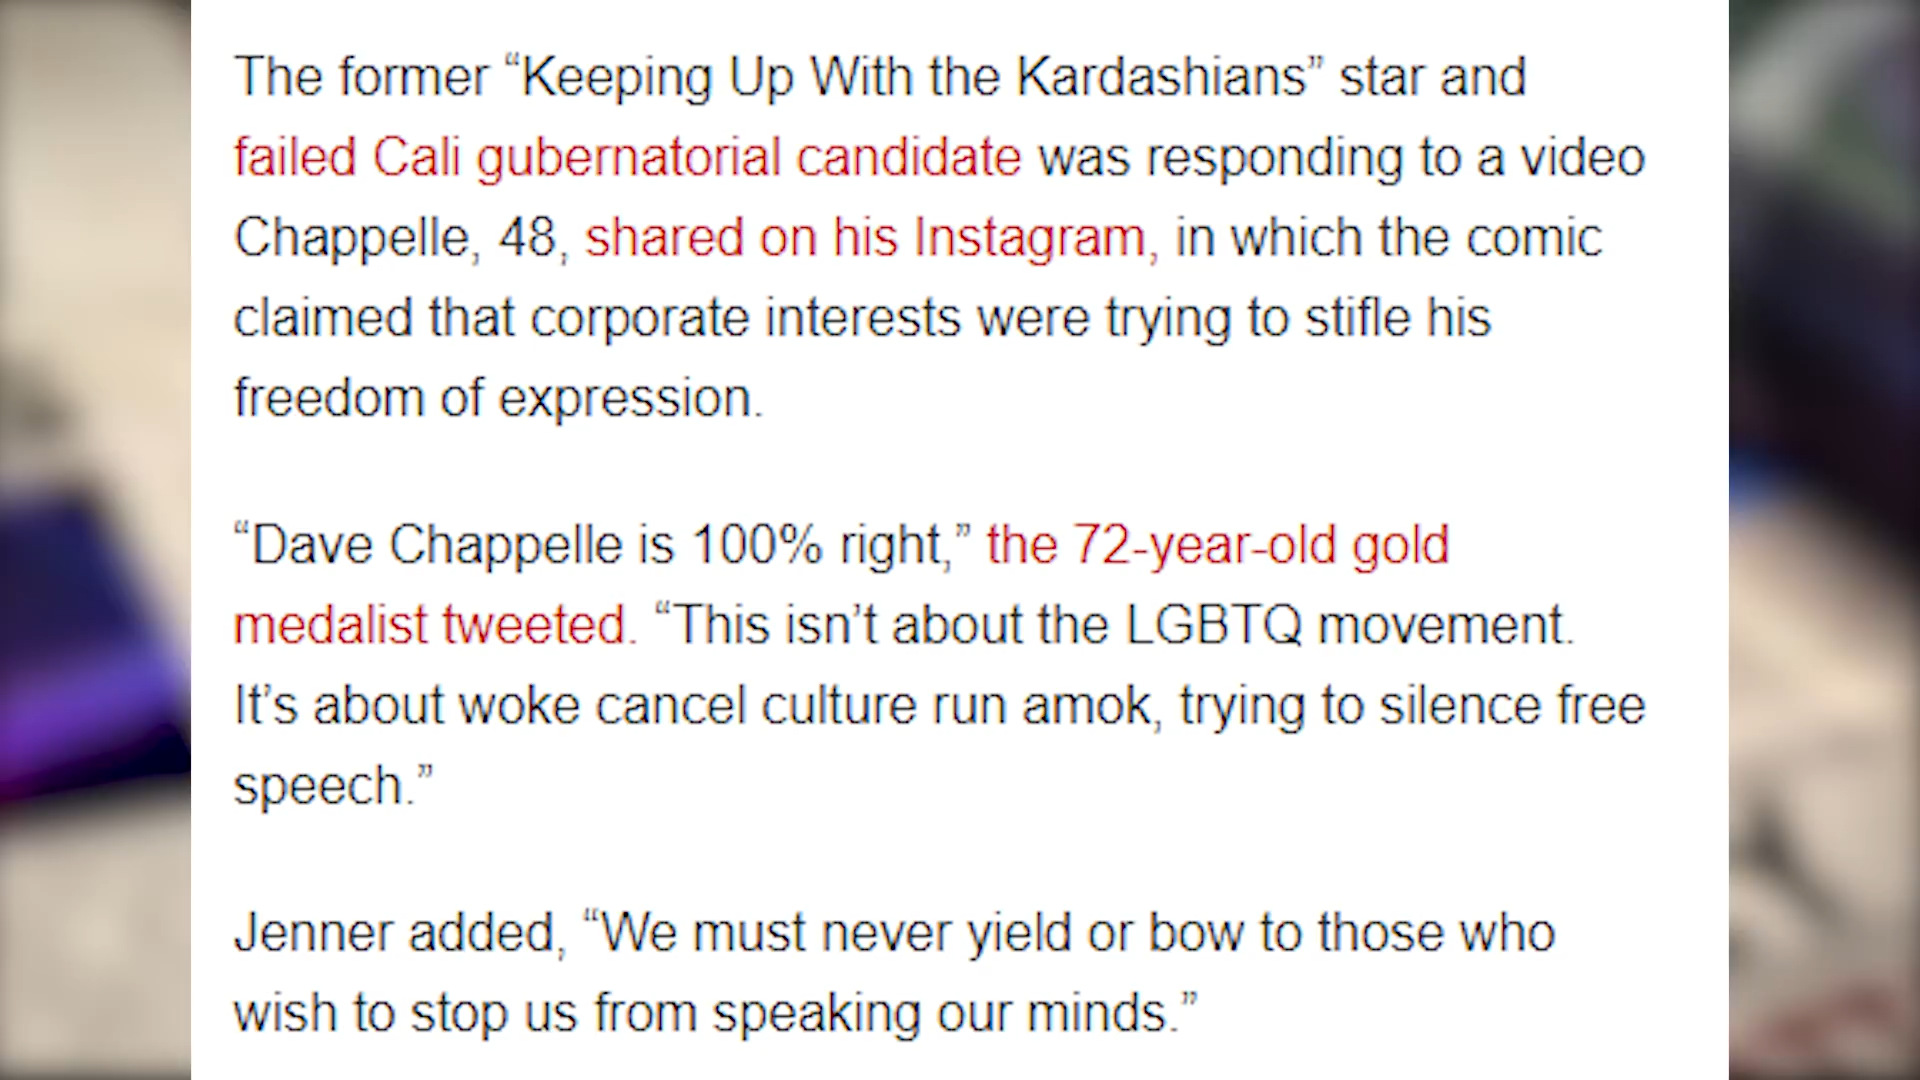 The former “Keeping Up With the Kardashians” star and
failed Cali gubernatorial candidate was responding to a video
Chappelle, 48, shared on his Instagram, in which the comic
claimed that corporate interests were trying to stifle his
freedom of expression.
“Dave Chappelle is 100% right,” the 72-year-old gold
medalist tweeted. “This isn’t about the LGBTQ movement.
It’s about woke cancel culture run amok, trying to silence free
speech.”
Jenner added, “We must never yield or bow to those who
wish to stop us from speaking our minds.”